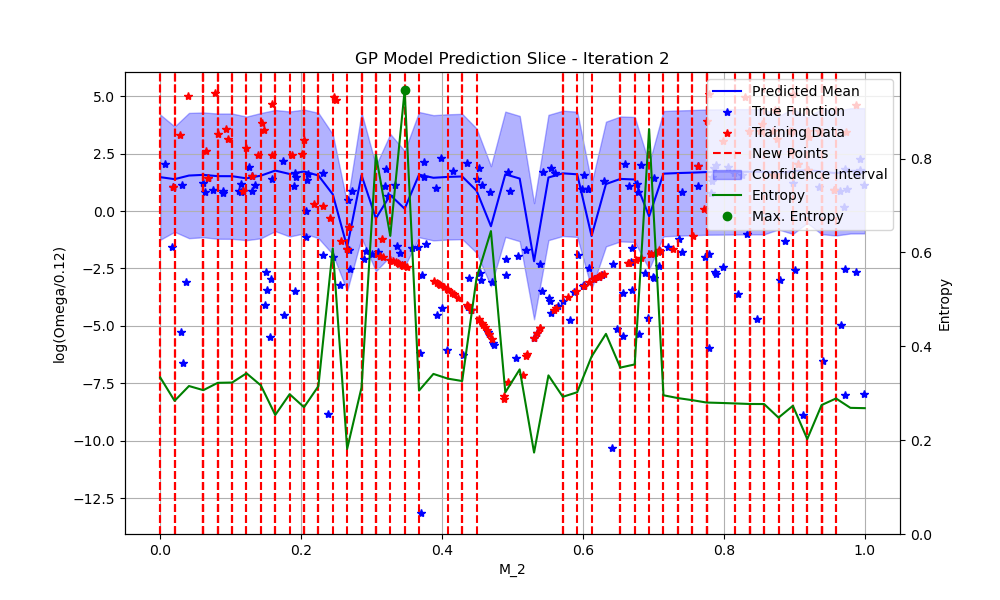 GP Model Prediction Slice - Iteration 2
Predicted Mean
True Function
Training Data
New Points
Confidence Interval
Entropy
Max. Entropy
5.0
2.5
0.0
−2.5
−5.0
−7.5
−10.0
−12.5
log(Omega/0.12)
0.8
0.6
0.4
0.2
0.0
Entropy
0.0 0.2 0.4 0.6 0.8 1.0
M_2